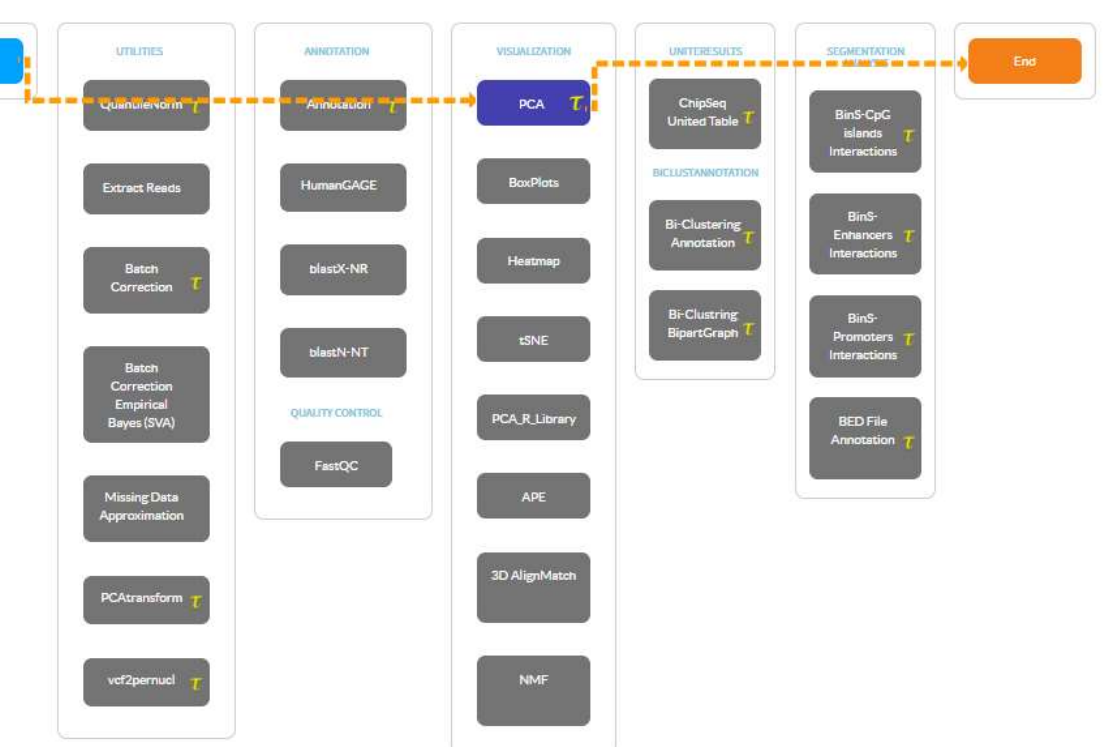 UTILITIES
QuantileNorm τ
Extract Reads
Batch
Correction τ
Batch
Correction
Empirical
Bayes (SVA)
Missing Data
Approximation
PCAtransform τ
vcf2pernucl τ
ANNOTATION
Annotation τ
HumanGAGE
blastX-NR
blastN-NT
QUALITY CONTROL
FastQC
VISUALIZATION
PCA τ
BoxPlots
Heatmap
tSNE
PCA_R_Library
APE
3D AlignMatch
NMF
UNITERESULTS
ChipSeq
United Table τ
BICLUSTANNOTATION
Bi-Clustering
Annotation τ
Bi-Clustring
BipartGraph τ
SEGMENTATION
ANALYSIS
BinS-CpG
islands τ
Interactions
BinS-
Enhancers τ
Interactions
BinS-
Promoters τ
Interactions
BED File
Annotation τ
End